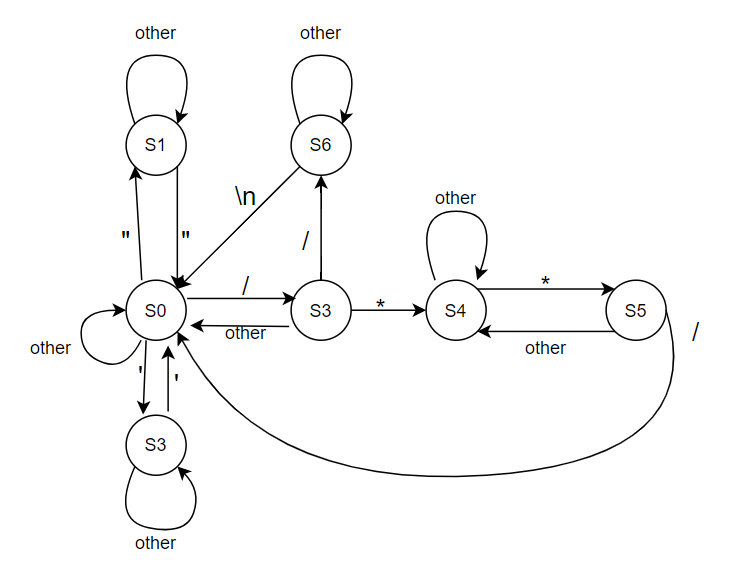 other
other
S1
S6
\n
other
"
"
/
/
*
S0
S3
*
S4
S5
other
other
other
/
'
'
S3
other